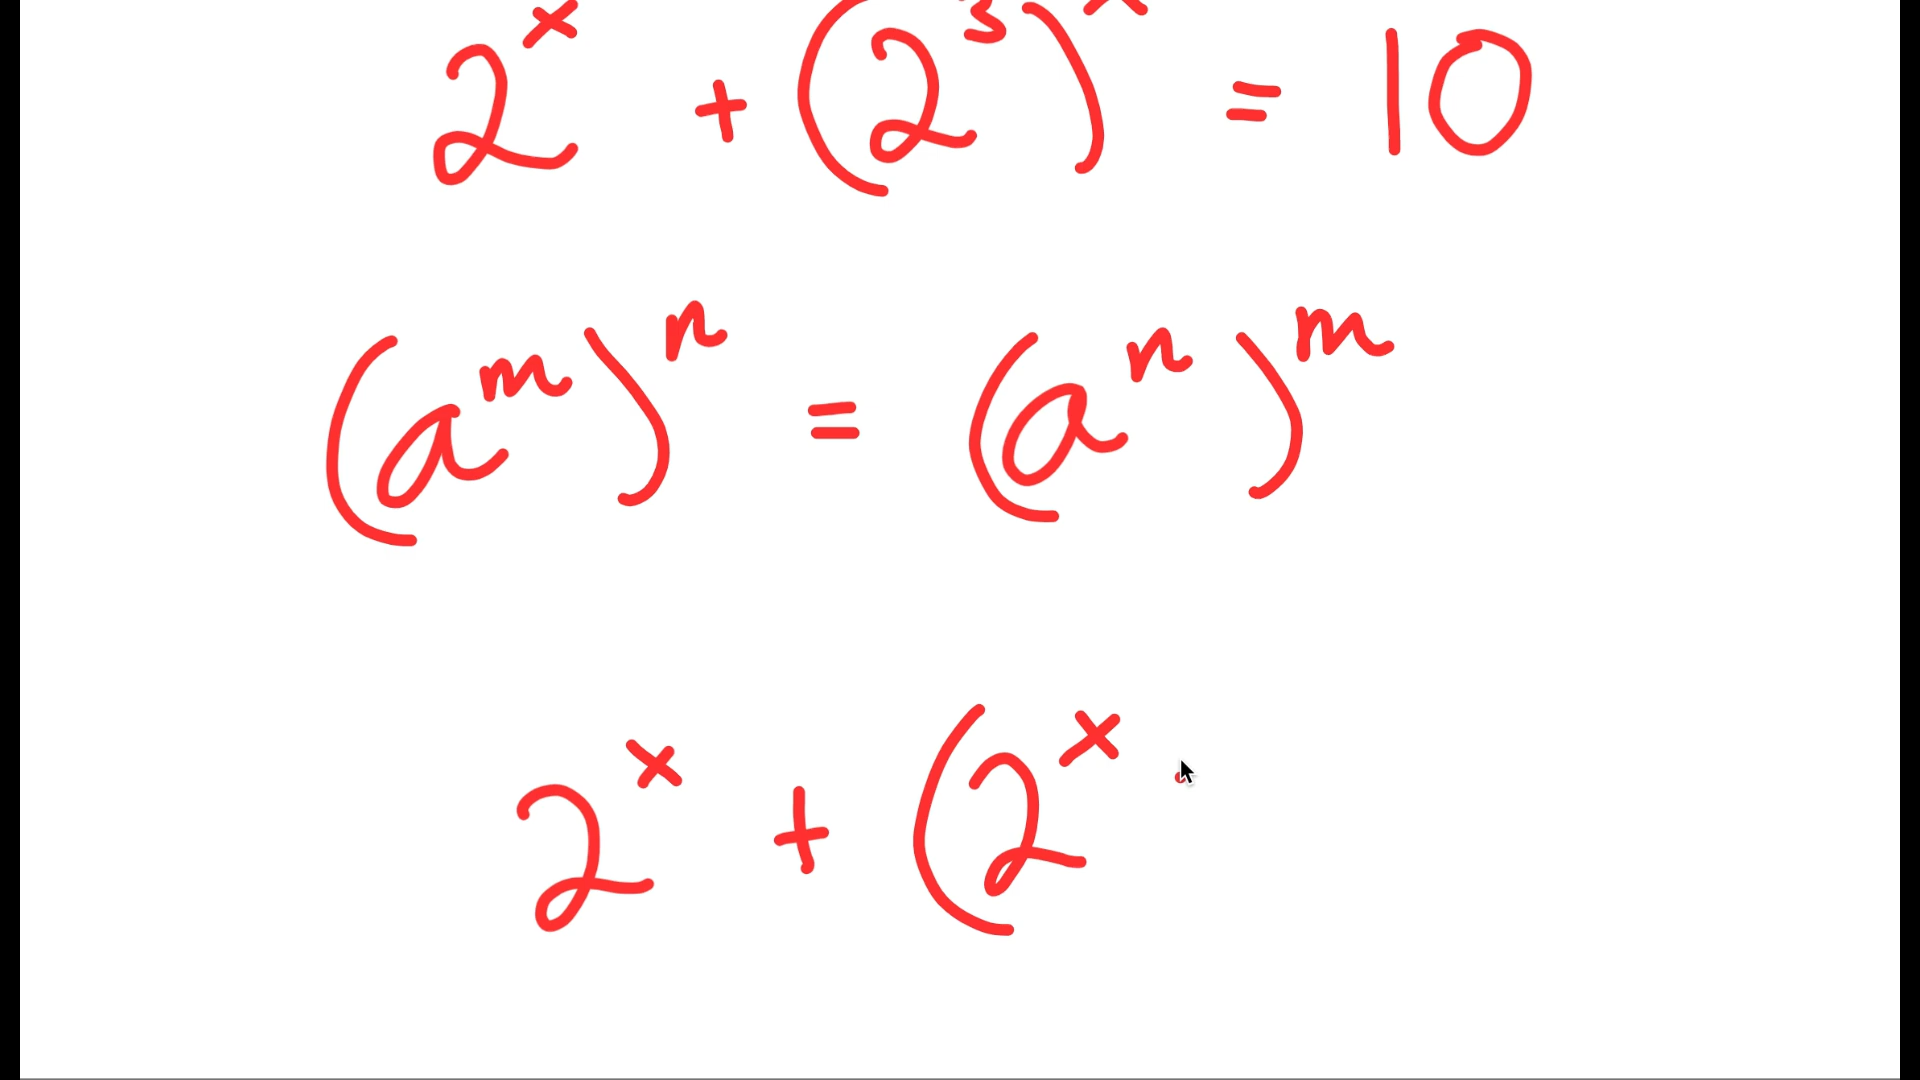 2^x + (2^3)^x = 10
(a^m)^n = (a^n)^m
2^x + (2^x